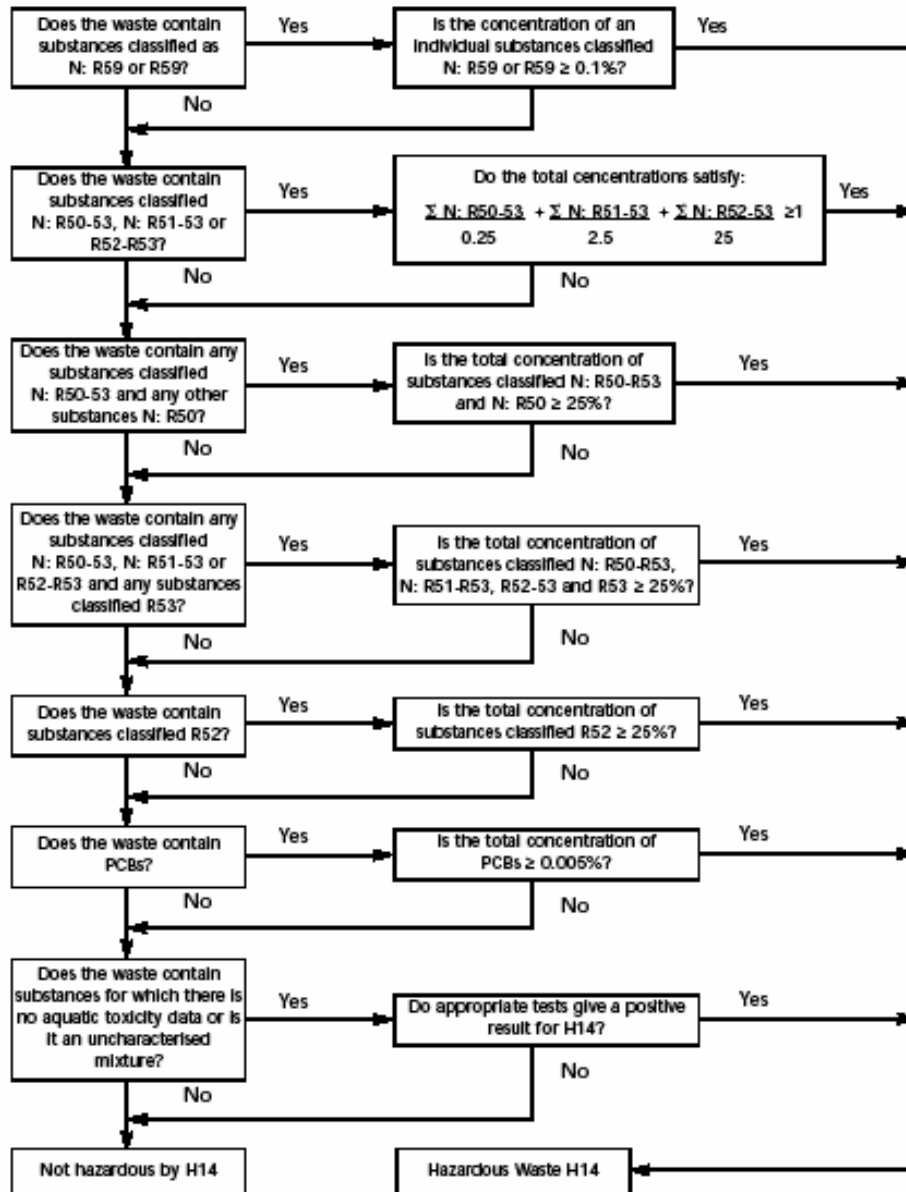 Does the waste contain
substances classified as
N: R59 or R59?
Yes
Is the concentration of an
individual substances classified
N: R59 or R59 ≥ 0.1%?
Yes
No
Does the waste contain
substances classified
N: R50-53, N: R51-53 or
R52-R53?
Yes
Do the total cencentrations satisfy:
Σ N: R50-53 + Σ N: R51-53 + Σ N: R52-53 ≥1
0.25 2.5 25
Yes
No
No
Does the waste contain any
substances classified
N: R50-53 and any other
substances N: R50?
Yes
Is the total concentration of
substances classified N: R50-R53
and N: R50 ≥ 25%?
Yes
No
No
Does the waste contain any
substances classified
N: R50-53, N: R51-53 or
R52-R53 and any substances
classified R53?
Yes
Is the total concentration of
substances classified N: R50-R53,
N: R51-R53, R52-53 and R53 ≥ 25%?
Yes
No
No
Does the waste contain
substances classified R52?
Yes
Is the total concentration of
substances classified R52 ≥ 25%?
Yes
No
No
Does the waste contain
PCBs?
Yes
Is the total concentration of
PCBs ≥ 0.005%?
Yes
No
No
Does the waste contain
substances for which there is
no aquatic toxicity data or is
it an uncharacterised
mixture?
Yes
Do appropriate tests give a positive
result for H14?
Yes
No
No
Not hazardous by H14
Hazardous Waste H14